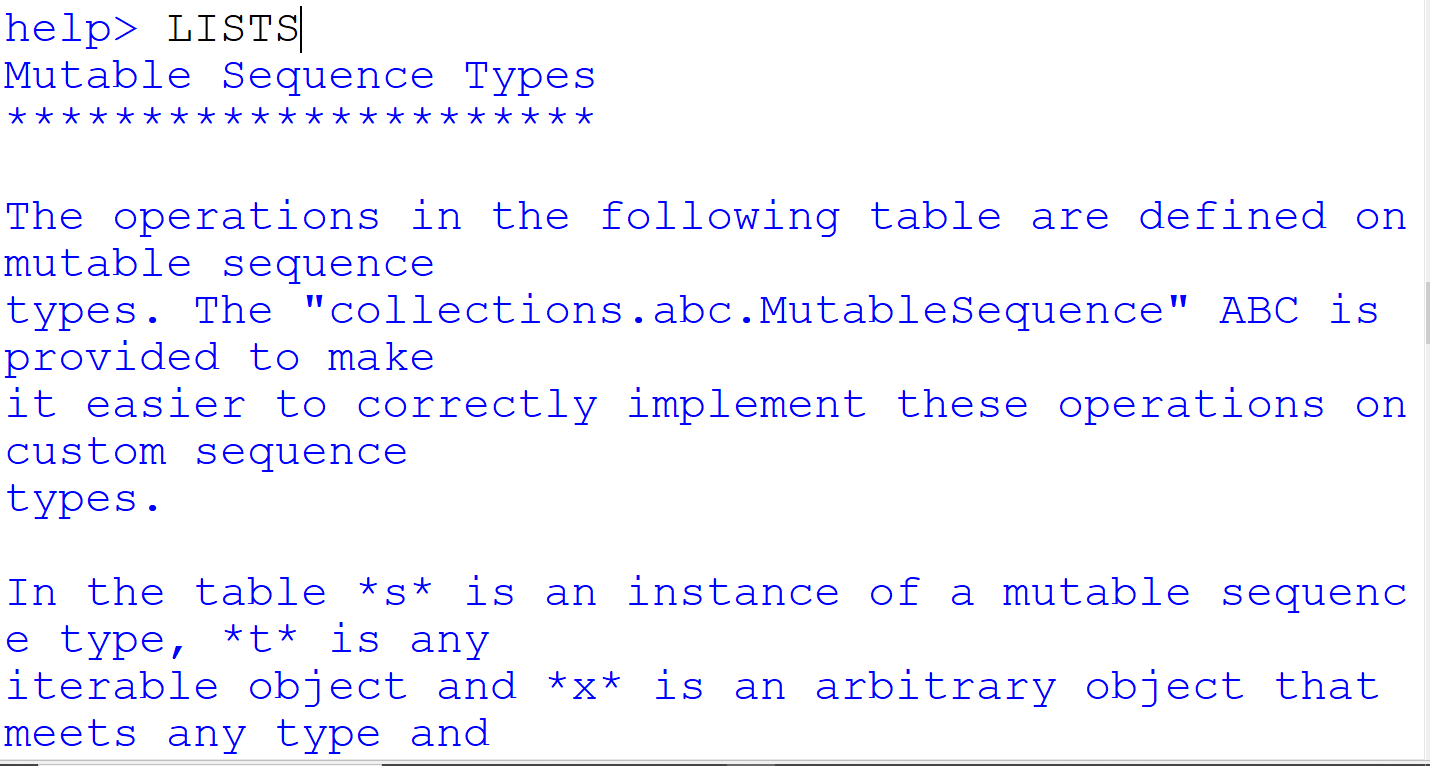 help> LISTS
Mutable Sequence Types
**********************
The operations in the following table are defined on
mutable sequence
types. The "collections.abc.MutableSequence" ABC is
provided to make
it easier to correctly implement these operations on
custom sequence
types.
In the table *s* is an instance of a mutable sequenc
e type, *t* is any
iterable object and *x* is an arbitrary object that
meets any type and